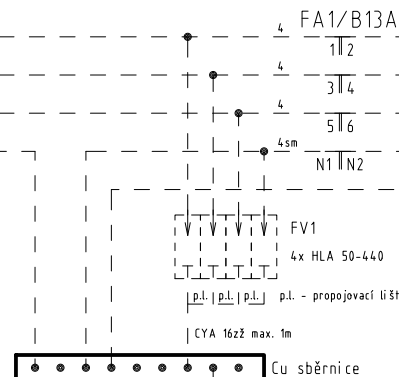 4 FA1/B13A
1 2
4
3 4
4
5 6
4sm
N1 N2
FV1
4x HLA 50-440
p.l. p.l. p.l. p.l. - propojovací lišt
CYA 16zž max. 1m
Cu sběrnice